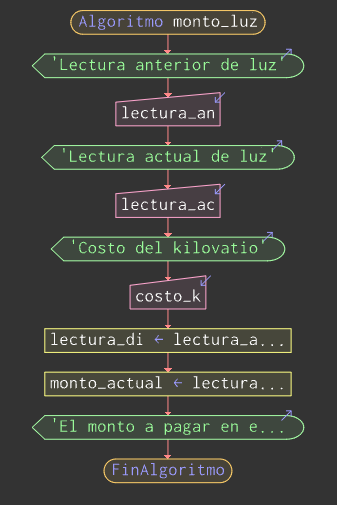 Algoritmo monto_luz
'Lectura anterior de luz'
lectura_an
'Lectura actual de luz'
lectura_ac
'Costo del kilovatio'
costo_k
lectura_di ← lectura_a...
monto_actual ← lectura...
'El monto a pagar en e...
FinAlgoritmo